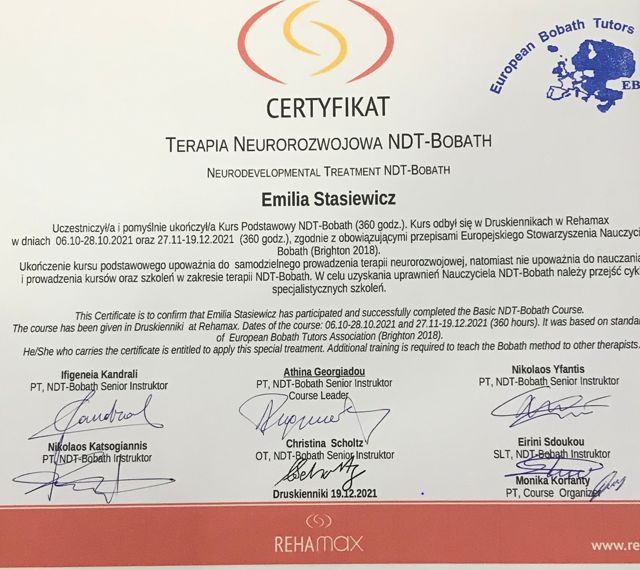 European Bobath Tutors
EB
CERTYFIKAT
TERAPIA NEUROROZWOJOWA NDT-BOBATH
NEURODEVELOPMENTAL TREATMENT NDT-BOBATH
Emilia Stasiewicz
Uczestniczył/a i pomyślnie ukończył/a Kurs Podstawowy NDT-Bobath (360 godz.). Kurs odbył się w Druskiennikach w Rehamax
w dniach 06.10-28.10.2021 oraz 27.11-19.12.2021 (360 godz.), zgodnie z obowiązującymi przepisami Europejskiego Stowarzyszenia Nauczycie
Bobath (Brighton 2018).
Ukończenie kursu podstawowego upoważnia do samodzielnego prowadzenia terapii neurorozwojowej, natomiast nie upoważnia do nauczania
i prowadzenia kursów oraz szkoleń w zakresie terapii NDT-Bobath. W celu uzyskania uprawnień Nauczyciela NDT-Bobath należy przejść cyk
specjalistycznych szkoleń.
This Certificate is to confirm that Emilia Stasiewicz has participated and successfully completed the Basic NDT-Bobath Course.
The course has been given in Druskienniki at Rehamax. Dates of the course: 06.10-28.10.2021 and 27.11-19.12.2021 (360 hours). It was based on standar
of European Bobath Tutors Association (Brighton 2018).
He/She who carries the certificate is entitled to apply this special treatment. Additional training is required to teach the Bobath method to other therapists.
Ifigeneia Kandrali Athina Georgiadou Nikolaos Yfantis
PT, NDT-Bobath Senior Instruktor PT, NDT-Bobath Senior Instruktor PT, NDT-Bobath Senior Instruktor
Course Leader
Nikolaos Katsogiannis Christina Scholtz Eirini Sdoukou
PT, NDT-Bobath Instruktor OT, NDT-Bobath Instruktor SLT, NDT-Bobath Instruktor
Monika Korfanty
Druskienniki 19.12.2021 PT, Course Organizer
REHAmax
www.re